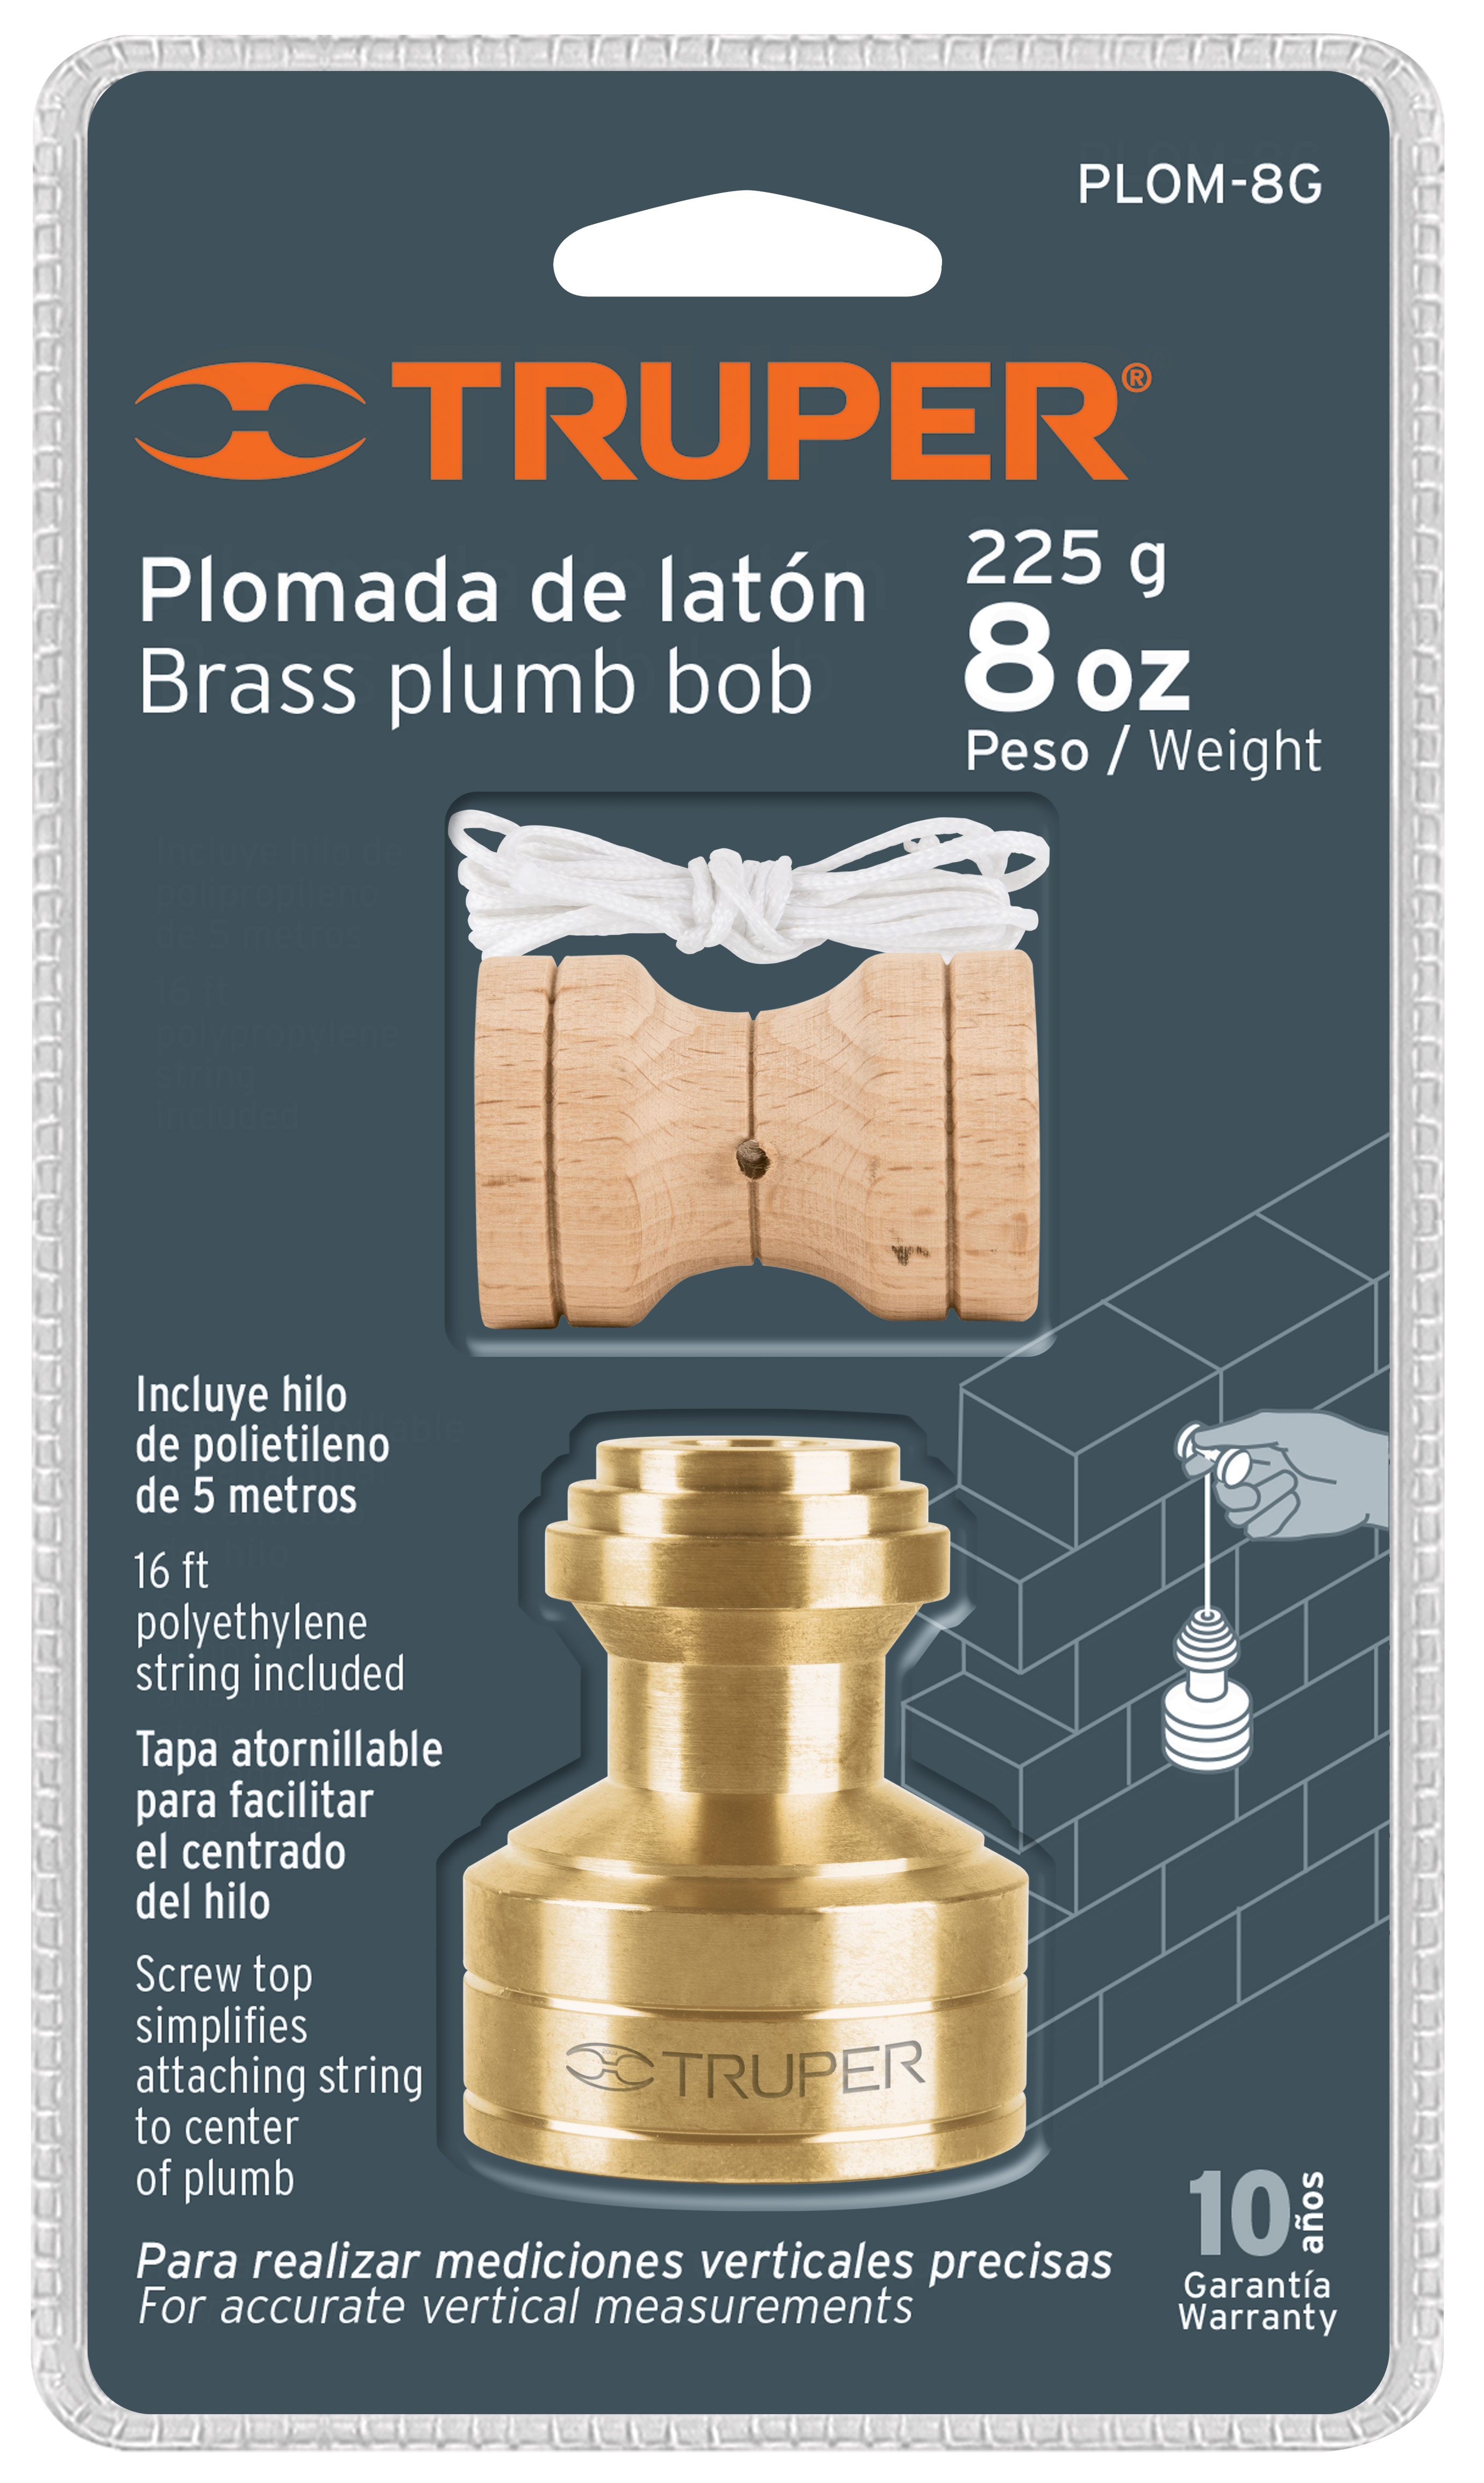 PLOM-8G
TRUPER®
Plomada de latón
Brass plumb bob
225 g
8 oz
Peso / Weight
Incluye hilo
de polietileno
de 5 metros
16 ft
polyethylene
string included
Tapa atornillable
para facilitar
el centrado
del hilo
Screw top
simplifies
attaching string
to center
of plumb
TRUPER
10 años
Garantía
Warranty
Para realizar mediciones verticales precisas
For accurate vertical measurements